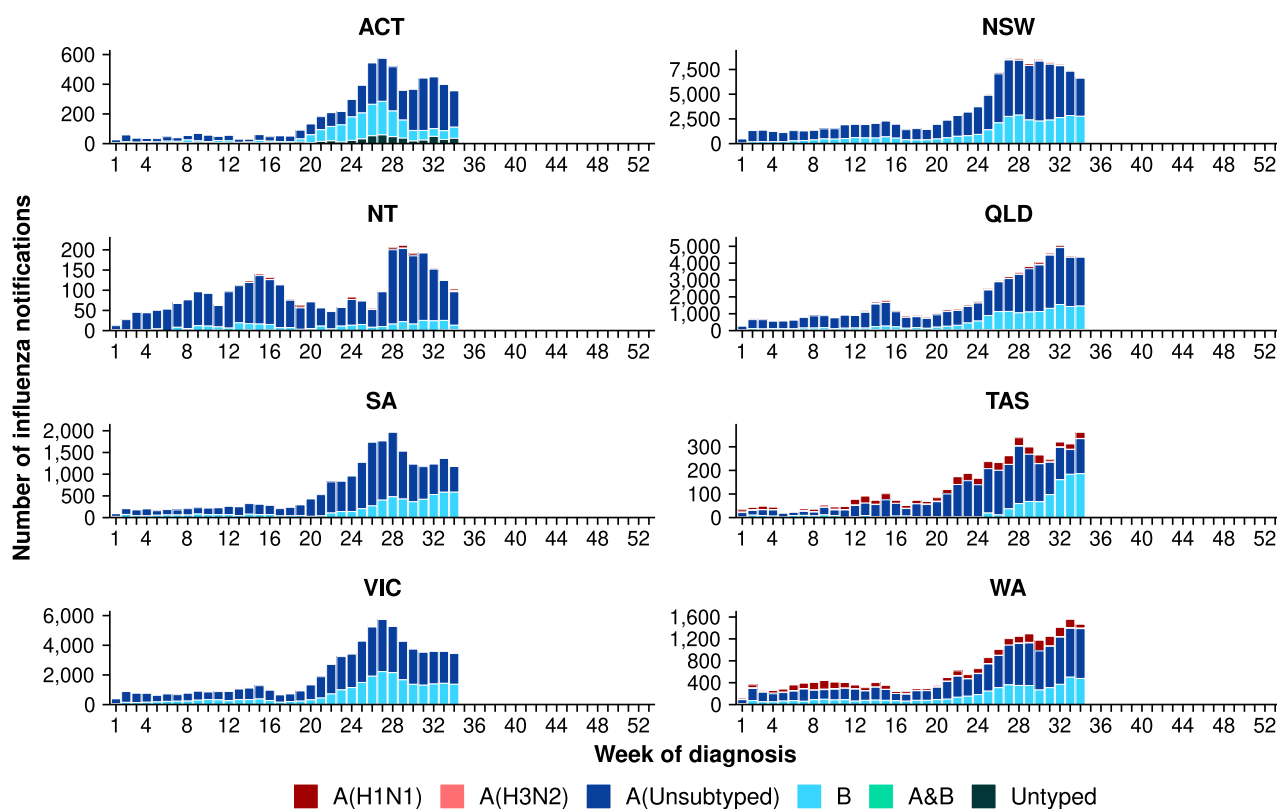 ACT
600
400
200
0
1 4 8 12 16 20 24 28 32 36 40 44 48 52
NSW
7,500
5,000
2,500
0
1 4 8 12 16 20 24 28 32 36 40 44 48 52
NT
200
150
100
50
0
1 4 8 12 16 20 24 28 32 36 40 44 48 52
QLD
5,000
4,000
3,000
2,000
1,000
0
1 4 8 12 16 20 24 28 32 36 40 44 48 52
SA
2,000
1,500
1,000
500
0
1 4 8 12 16 20 24 28 32 36 40 44 48 52
TAS
300
200
100
0
1 4 8 12 16 20 24 28 32 36 40 44 48 52
VIC
6,000
4,000
2,000
0
1 4 8 12 16 20 24 28 32 36 40 44 48 52
WA
1,600
1,200
800
400
0
1 4 8 12 16 20 24 28 32 36 40 44 48 52
Number of influenza notifications
Week of diagnosis
A(H1N1) A(H3N2) A(Unsubtyped) B A&B Untyped